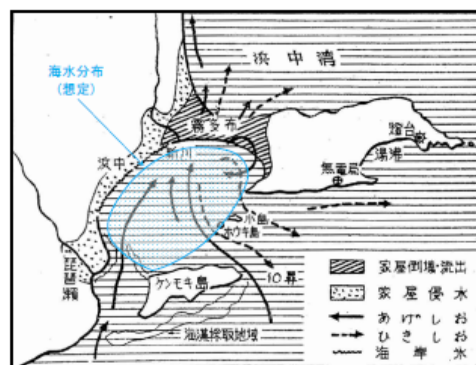 浜中湾
海水分布
(想定)
霧多布
燈台
湯沸
新川
浜中
無電局
小島
ホウキ島
琵琶瀬
ケンモキ島
10昇
海藻採取地域
家屋倒壊・流出
家屋侵水
あげしお
ひきしお
海岸氷